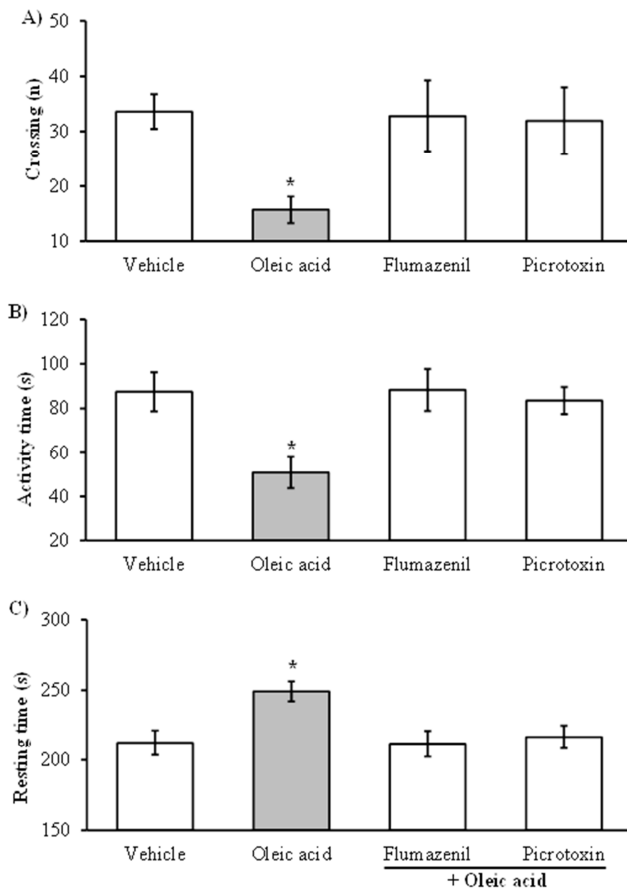 A)
Crossing (n)
50
40
30
20
10
*
Vehicle Oleic acid Flumazenil Picrotoxin
B)
Activity time (s)
120
100
80
60
40
20
*
Vehicle Oleic acid Flumazenil Picrotoxin
C)
Resting time (s)
300
250
200
150
*
Vehicle Oleic acid Flumazenil Picrotoxin
+ Oleic acid